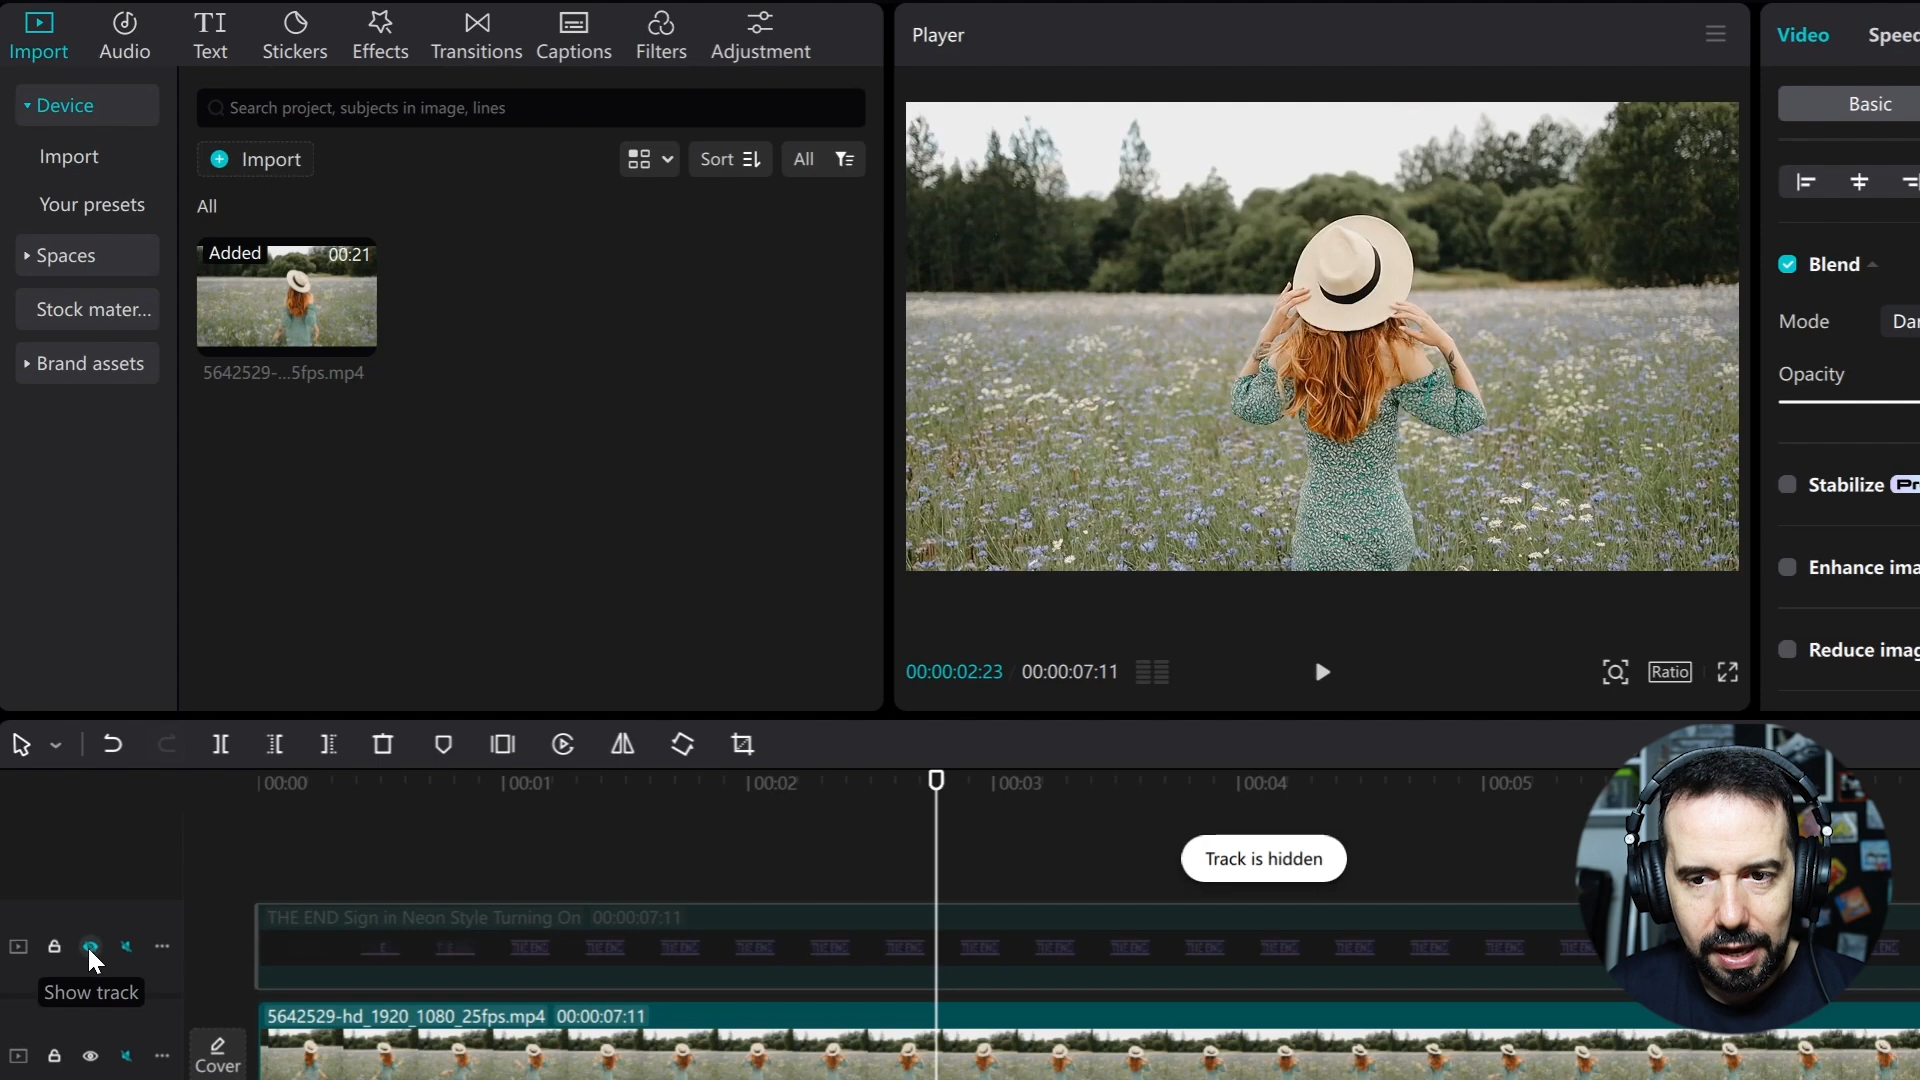 Import
Audio
Text
Stickers
Effects
Transitions
Captions
Filters
Adjustment
Device
Import
Your presets
Spaces
Stock mater...
Brand assets
Search project, subjects in image, lines
Import
Sort
All
All
Added
00:21
5642529-...5fps.mp4
Player
00:00:02:23
00:00:07:11
Ratio
Video
Speed
Basic
Blend
Mode
Dar
Opacity
Stabilize
Pr
Enhance ima
Reduce imag
00:00
00:01
00:02
00:03
00:04
00:05
Track is hidden
THE END Sign in Neon Style Turning On 00:00:07:11
Show track
5642529-hd_1920_1080_25fps.mp4 00:00:07:11
Cover